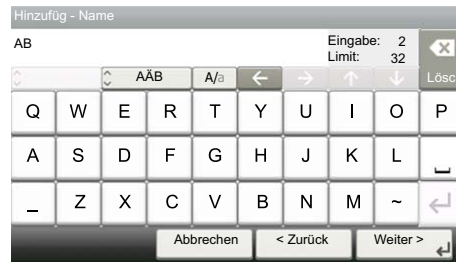 Hinzufüg - Name
AB Eingabe: 2
Limit: 32
AÄB A/a ← → ↑ ↓ Lösc
Q W E R T Y U I O P
A S D F G H J K L
_ Z X C V B N M ~
Abbrechen < Zurück Weiter >